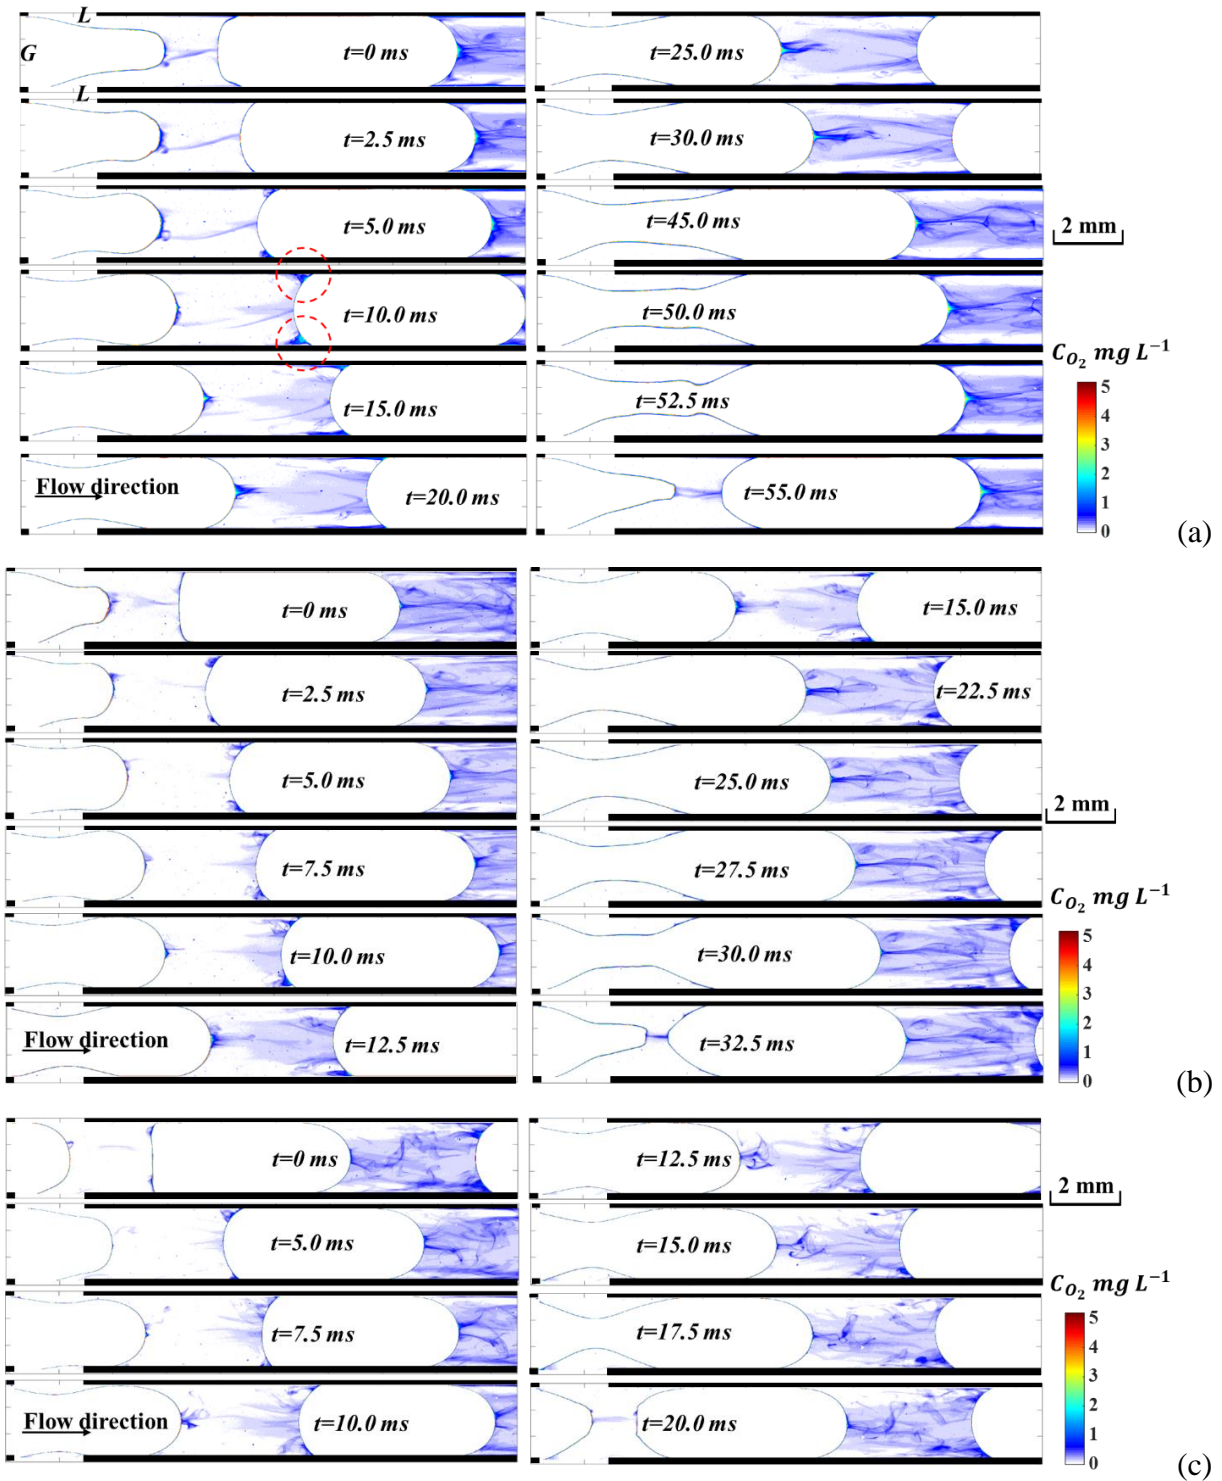 L
G
L
t=0 ms
t=2.5 ms
t=5.0 ms
t=10.0 ms
t=15.0 ms
Flow direction
t=20.0 ms
t=25.0 ms
t=30.0 ms
t=45.0 ms
t=50.0 ms
t=52.5 ms
t=55.0 ms
2 mm
C_{O_2} mg L^{-1}
5
4
3
2
1
0
(a)
t=0 ms
t=2.5 ms
t=5.0 ms
t=7.5 ms
t=10.0 ms
Flow direction
t=12.5 ms
t=15.0 ms
t=22.5 ms
t=25.0 ms
t=27.5 ms
t=30.0 ms
t=32.5 ms
2 mm
C_{O_2} mg L^{-1}
5
4
3
2
1
0
(b)
t=0 ms
t=5.0 ms
t=7.5 ms
Flow direction
t=10.0 ms
t=12.5 ms
t=15.0 ms
t=17.5 ms
t=20.0 ms
2 mm
C_{O_2} mg L^{-1}
5
4
3
2
1
0
(c)